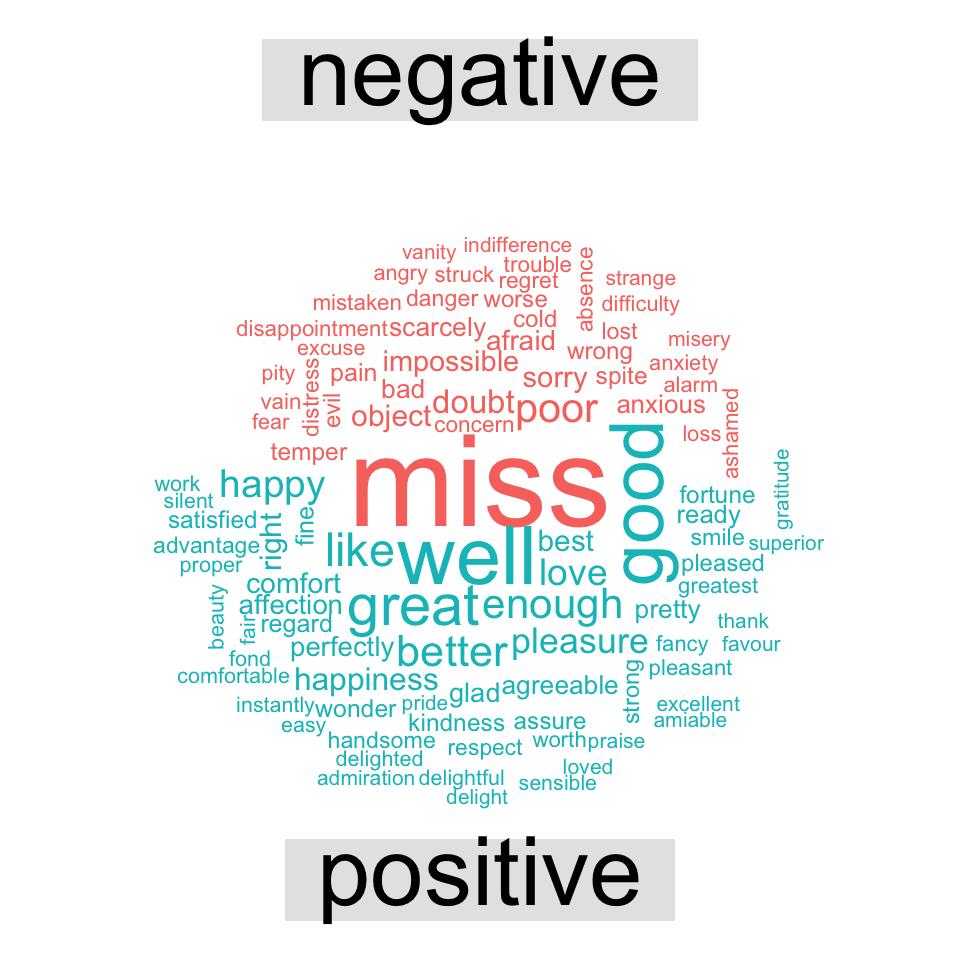 negative
vanity indifference
angry struck trouble
regret absence strange
mistaken danger worse difficulty
disappointment scarcely cold lost
excuse afraid wrong misery
pity distress pain impossible sorry spite anxiety
vain evil bad doubt poor anxious alarm
fear object concern loss ashamed
temper miss good
work happy fortune gratitude
silent satisfied right fine ready
advantage like well best smile superior
proper comfort love pleased
beauty affection great enough pretty greatest
fair regard thank
perfectly better pleasure fancy favour
fond
comfortable happiness glad agreeable strong pleasant
instantly wonder pride excellent
easy kindness assure amiable
handsome respect worth praise
delighted loved
admiration delightful sensible
delight
positive